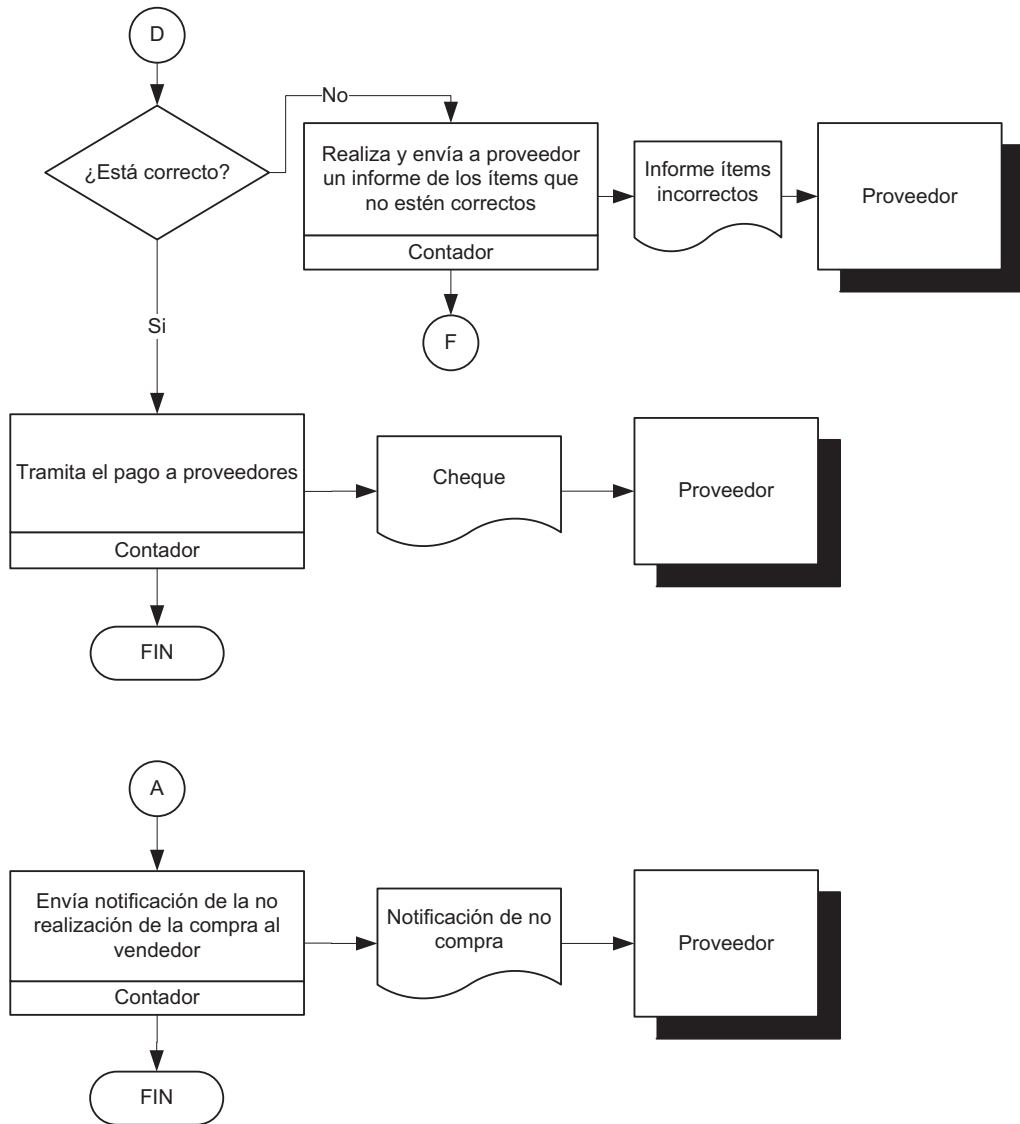 D
¿Está correcto?
No
Realiza y envía a proveedor
un informe de los ítems que
no estén correctos
Contador
Informe ítems
incorrectos
Proveedor
F
Si
Tramita el pago a proveedores
Contador
Cheque
Proveedor
FIN
A
Envía notificación de la no
realización de la compra al
vendedor
Contador
Notificación de no
compra
Proveedor
FIN